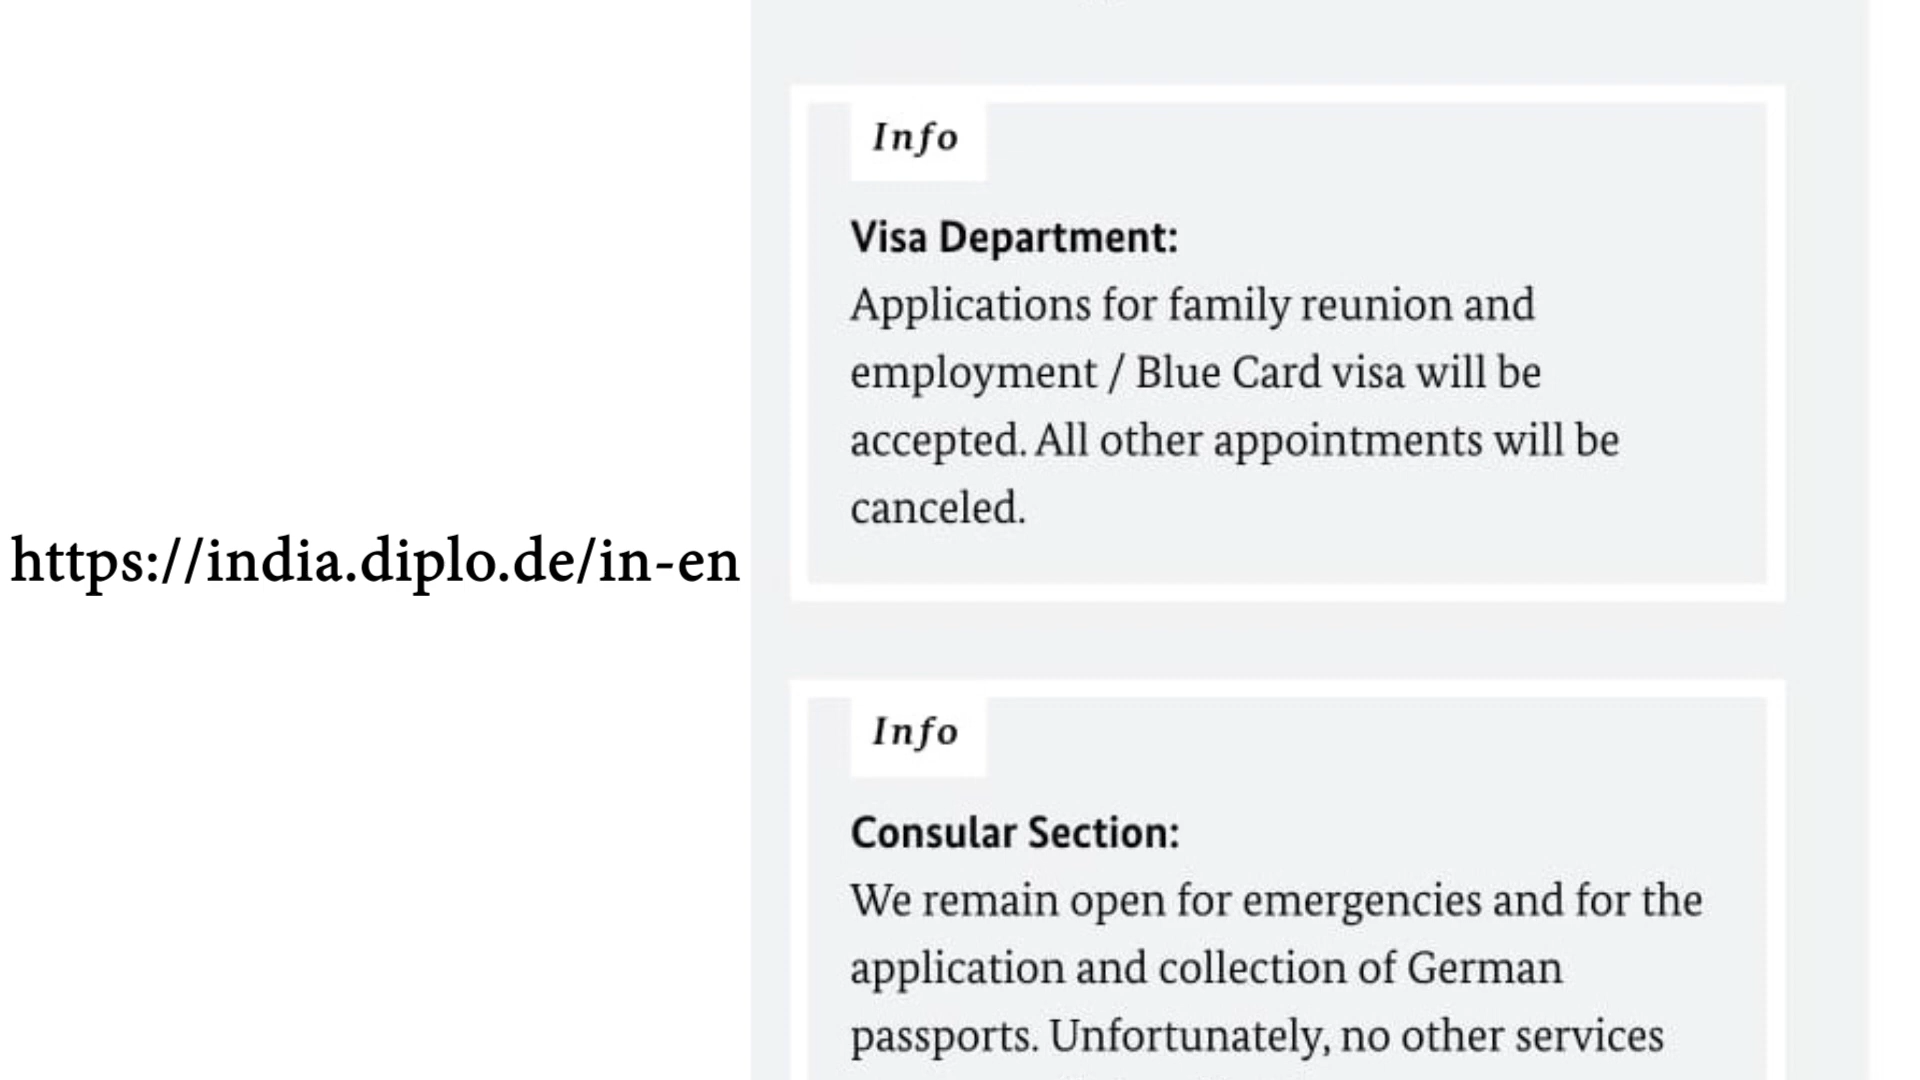 https://india.diplo.de/in-en
Info
Visa Department:
Applications for family reunion and
employment / Blue Card visa will be
accepted. All other appointments will be
canceled.
Info
Consular Section:
We remain open for emergencies and for the
application and collection of German
passports. Unfortunately, no other services